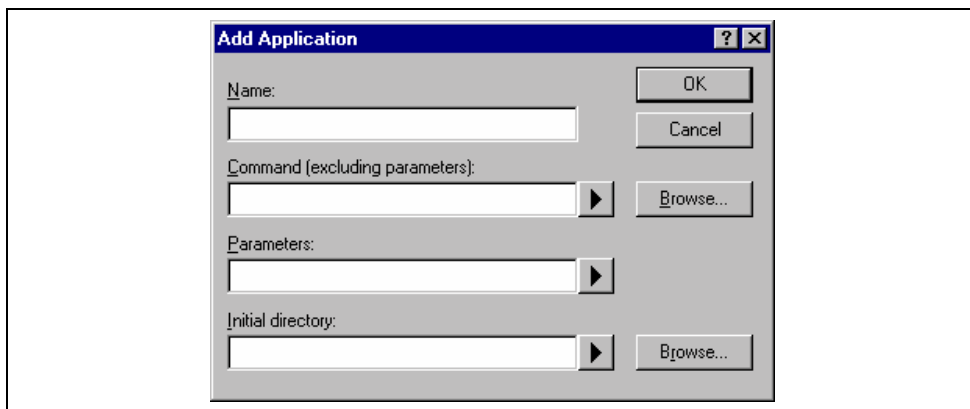 Add Application
Name:
OK
Cancel
Command (excluding parameters):
Browse...
Parameters:
Initial directory:
Browse...